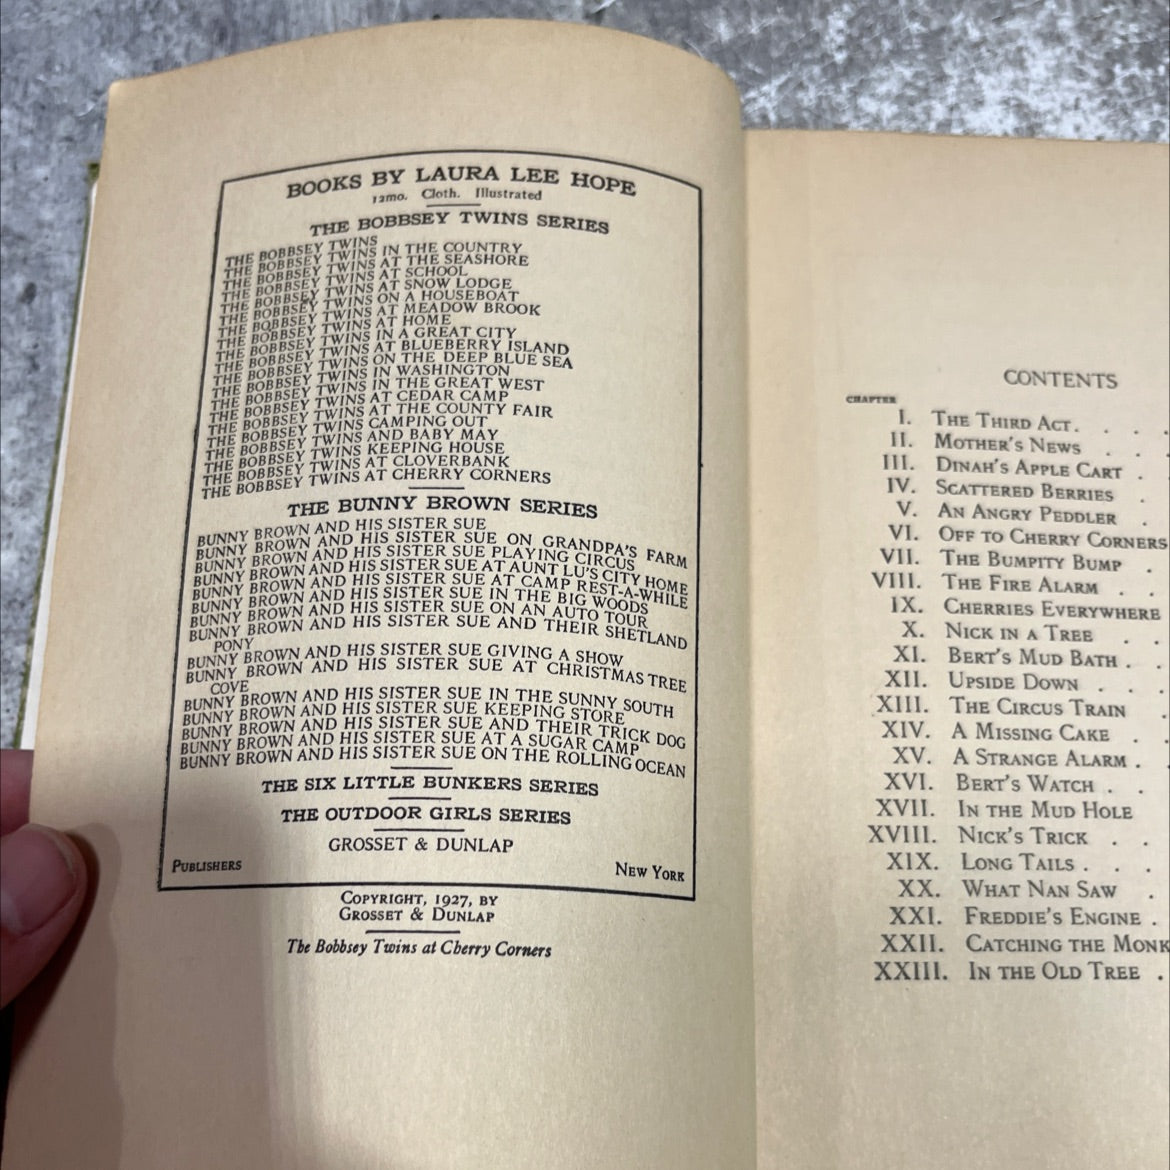 BOOKS BY LAURA LEE HOPE
12mo. Cloth. Illustrated
THE BOBBSEY TWINS SERIES
THE BOBBSEY TWINS
THE BOBBSEY TWINS IN THE COUNTRY
THE BOBBSEY TWINS AT THE SEASHORE
THE BOBBSEY TWINS AT SCHOOL
THE BOBBSEY TWINS AT SNOW LODGE
THE BOBBSEY TWINS ON A HOUSEBOAT
THE BOBBSEY TWINS AT MEADOW BROOK
THE BOBBSEY TWINS AT HOME
THE BOBBSEY TWINS IN A GREAT CITY
THE BOBBSEY TWINS AT BLUEBERRY ISLAND
THE BOBBSEY TWINS ON THE DEEP BLUE SEA
THE BOBBSEY TWINS IN WASHINGTON
THE BOBBSEY TWINS IN THE GREAT WEST
THE BOBBSEY TWINS AT CEDAR CAMP
THE BOBBSEY TWINS AT THE COUNTY FAIR
THE BOBBSEY TWINS CAMPING OUT
THE BOBBSEY TWINS AND BABY MAY
THE BOBBSEY TWINS KEEPING HOUSE
THE BOBBSEY TWINS AT CLOVERBANK
THE BOBBSEY TWINS AT CHERRY CORNERS
THE BUNNY BROWN SERIES
BUNNY BROWN AND HIS SISTER SUE
BUNNY BROWN AND HIS SISTER SUE ON GRANDPA'S FARM
BUNNY BROWN AND HIS SISTER SUE PLAYING CIRCUS
BUNNY BROWN AND HIS SISTER SUE AT AUNT LU'S CITY HOME
BUNNY BROWN AND HIS SISTER SUE AT CAMP REST-A-WHILE
BUNNY BROWN AND HIS SISTER SUE IN THE BIG WOODS
BUNNY BROWN AND HIS SISTER SUE ON AN AUTO TOUR
BUNNY BROWN AND HIS SISTER SUE AND THEIR SHETLAND
PONY
BUNNY BROWN AND HIS SISTER SUE GIVING A SHOW
BUNNY BROWN AND HIS SISTER SUE AT CHRISTMAS TREE
COVE
BUNNY BROWN AND HIS SISTER SUE IN THE SUNNY SOUTH
BUNNY BROWN AND HIS SISTER SUE KEEPING STORE
BUNNY BROWN AND HIS SISTER SUE AND THEIR TRICK DOG
BUNNY BROWN AND HIS SISTER SUE AT A SUGAR CAMP
BUNNY BROWN AND HIS SISTER SUE ON THE ROLLING OCEAN
THE SIX LITTLE BUNKERS SERIES
THE OUTDOOR GIRLS SERIES
GROSSET & DUNLAP
PUBLISHERS NEW YORK
COPYRIGHT, 1927, BY
GROSSET & DUNLAP
The Bobbsey Twins at Cherry Corners
CONTENTS
CHAPTER
I. THE THIRD ACT. . . .
II. MOTHER'S NEWS . . .
III. DINAH'S APPLE CART .
IV. SCATTERED BERRIES .
V. AN ANGRY PEDDLER .
VI. OFF TO CHERRY CORNERS
VII. THE BUMPITY BUMP .
VIII. THE FIRE ALARM . .
IX. CHERRIES EVERYWHERE
X. NICK IN A TREE . .
XI. BERT'S MUD BATH . .
XII. UPSIDE DOWN . . .
XIII. THE CIRCUS TRAIN .
XIV. A MISSING CAKE . .
XV. A STRANGE ALARM . .
XVI. BERT'S WATCH . .
XVII. IN THE MUD HOLE
XVIII. NICK'S TRICK . .
XIX. LONG TAILS . . .
XX. WHAT NAN SAW .
XXI. FREDDIE'S ENGINE .
XXII. CATCHING THE MONK
XXIII. IN THE OLD TREE .